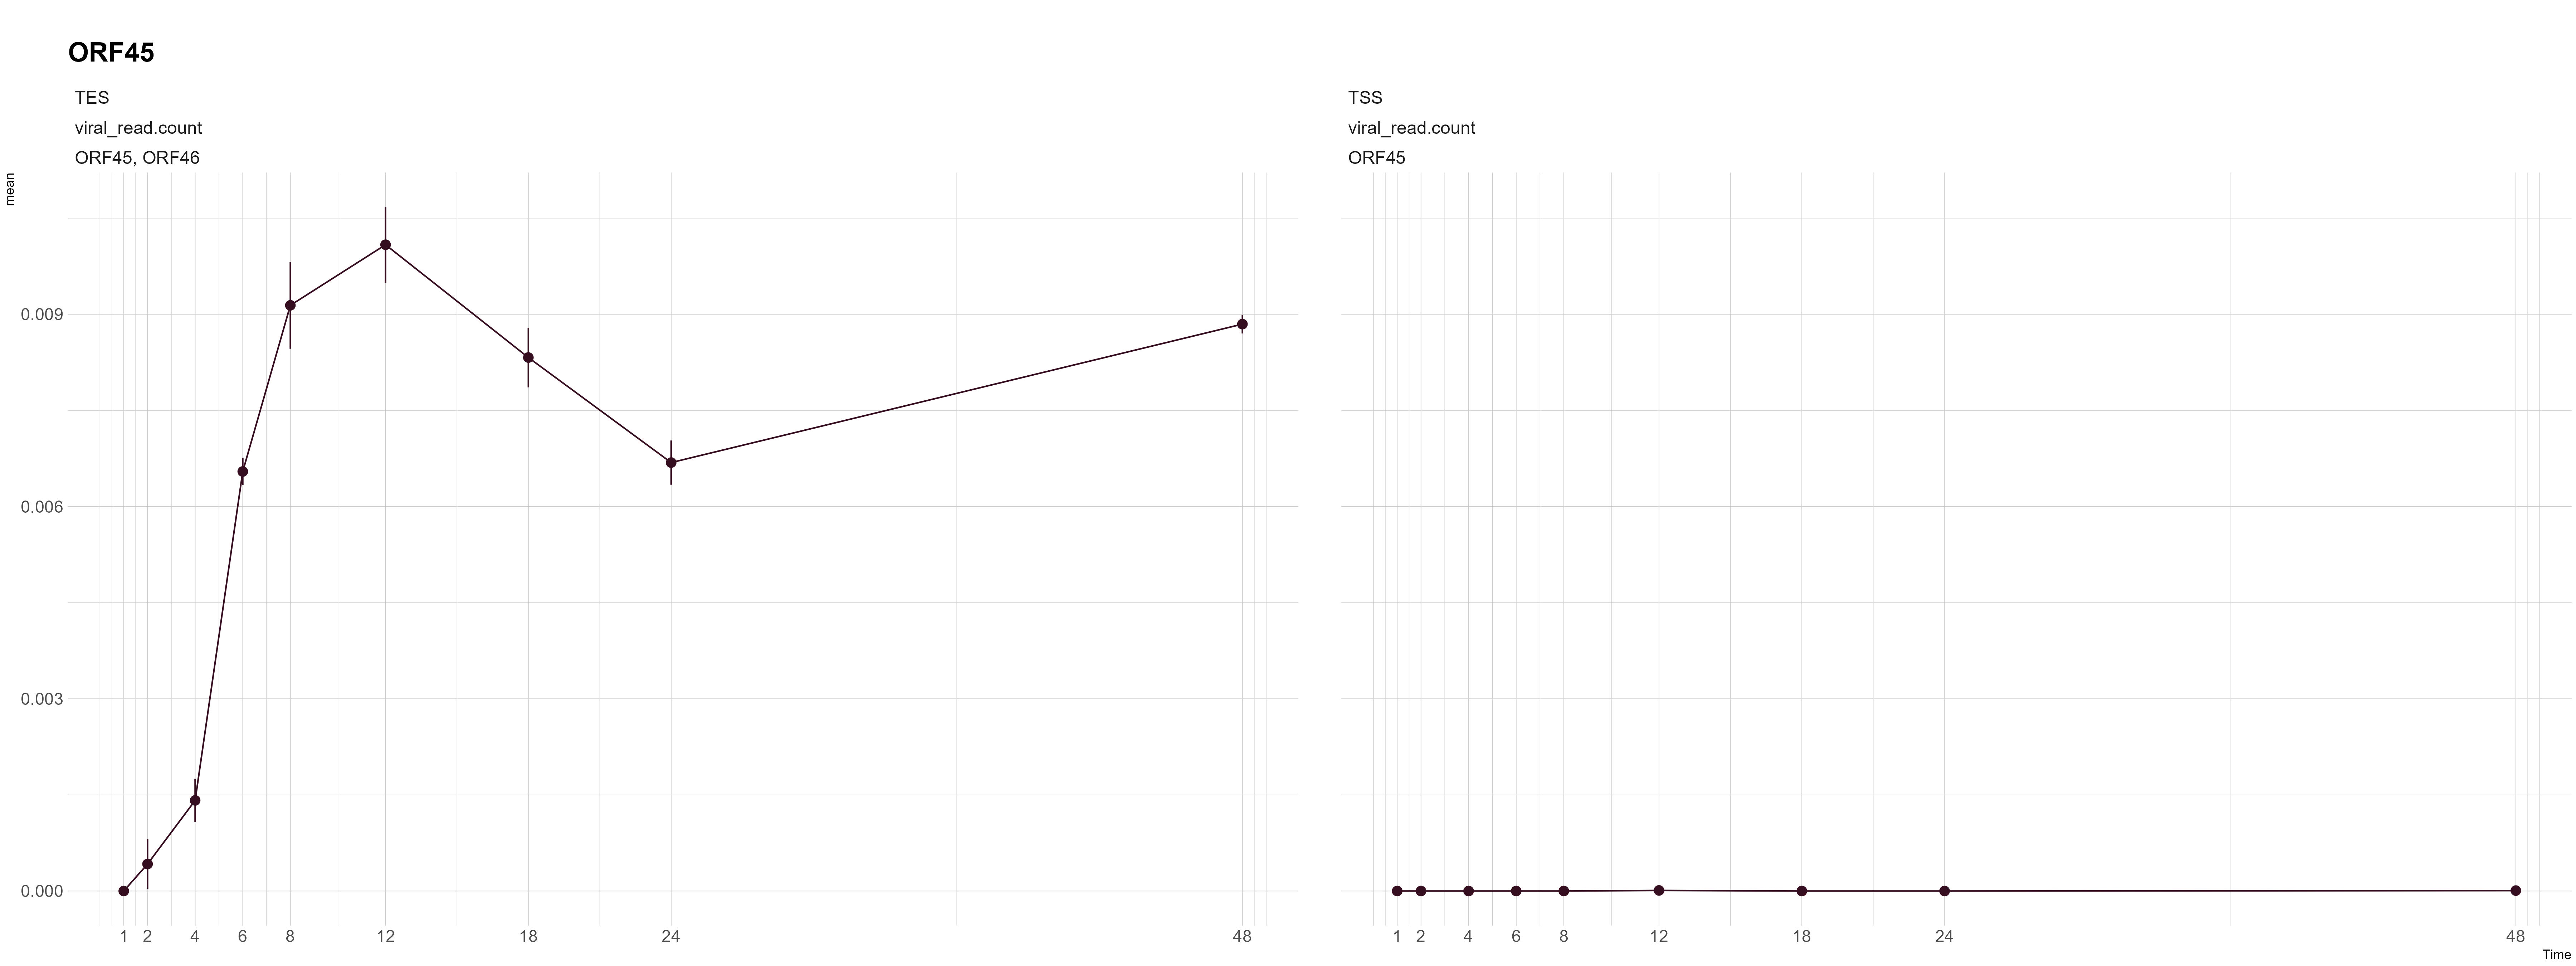 ORF45
TES
viral_read.count
ORF45, ORF46
TSS
viral_read.count
ORF45
mean
0.009
0.006
0.003
0.000
1 2 4 6 8 12 18 24 48
1 2 4 6 8 12 18 24 48
Time